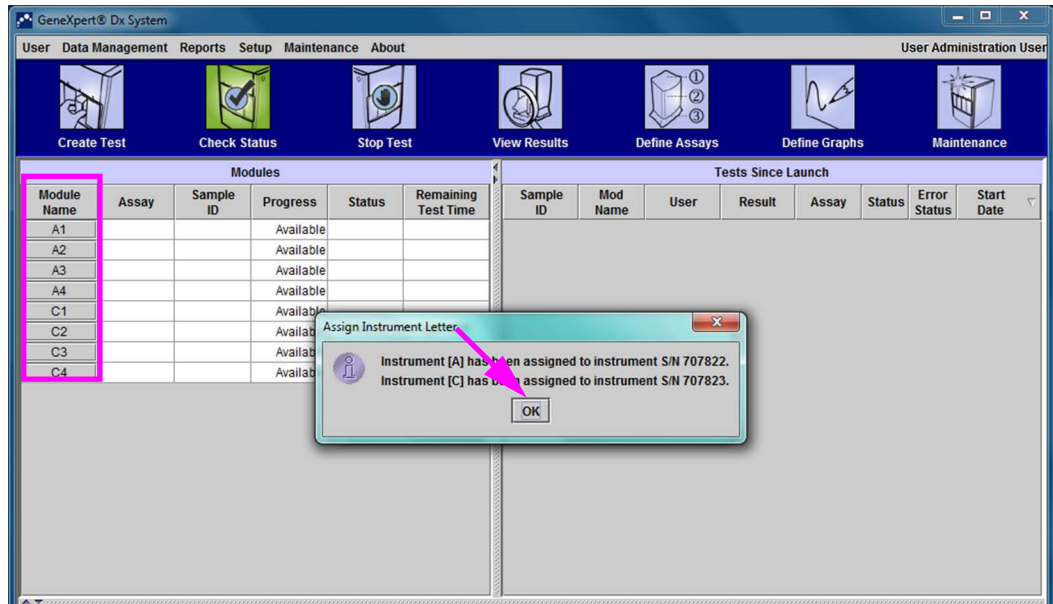 GeneXpert® Dx System
User Data Management Reports Setup Maintenance About User Administration User
Create Test Check Status Stop Test View Results Define Assays Define Graphs Maintenance
Modules
Tests Since Launch
Module Name Assay Sample ID Progress Status Remaining Test Time
Sample ID Mod Name User Result Assay Status Error Status Start Date
A1 Available
A2 Available
A3 Available
A4 Available
C1
C2
C3
C4
Assign Instrument Letter
Instrument [A] has been assigned to instrument S/N 707822.
Instrument [C] has been assigned to instrument S/N 707823.
OK